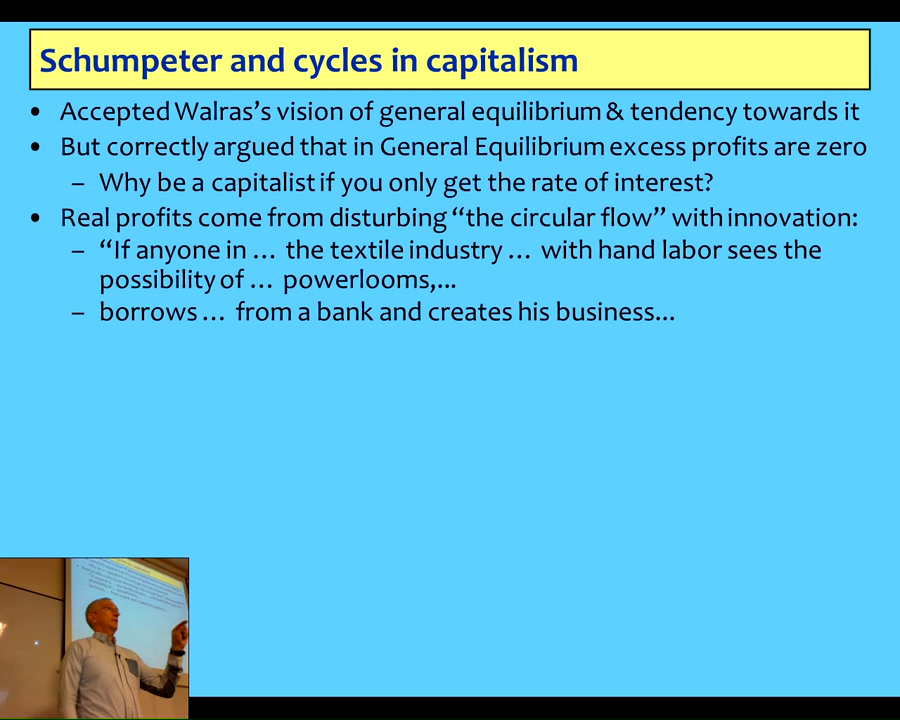 Schumpeter and cycles in capitalism
• Accepted Walras’s vision of general equilibrium & tendency towards it
• But correctly argued that in General Equilibrium excess profits are zero
– Why be a capitalist if you only get the rate of interest?
• Real profits come from disturbing “the circular flow” with innovation:
– “If anyone in … the textile industry … with hand labor sees the
possibility of … powerlooms,...
– borrows … from a bank and creates his business...